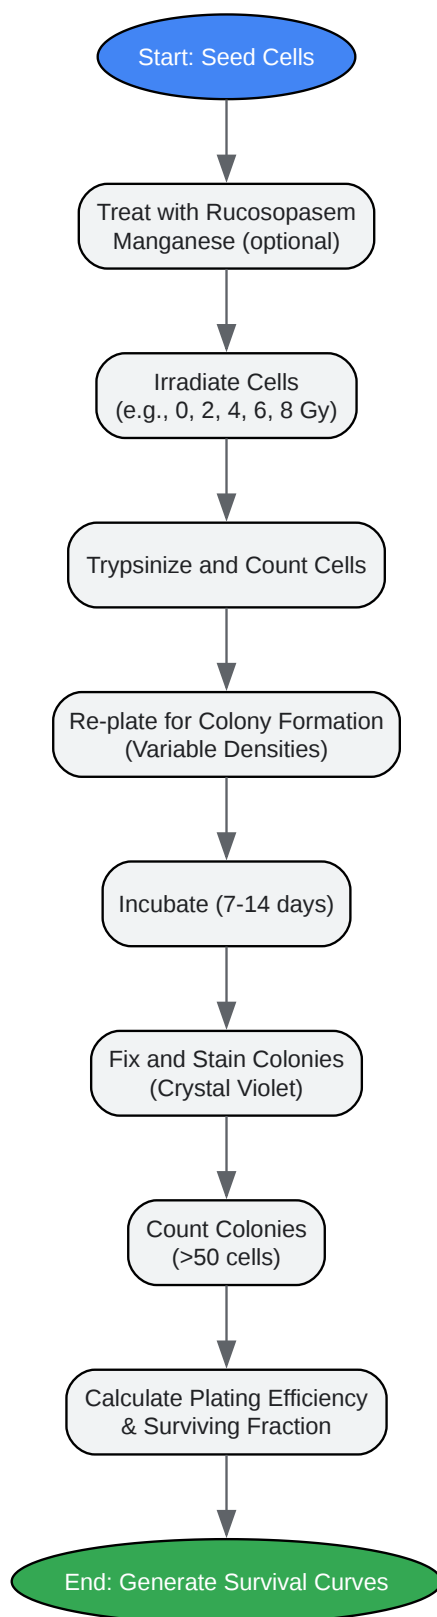 Start: Seed Cells
Treat with Rucosopasem
Manganese (optional)
Irradiate Cells
(e.g., 0, 2, 4, 6, 8 Gy)
Trypsinize and Count Cells
Re-plate for Colony Formation
(Variable Densities)
Incubate (7-14 days)
Fix and Stain Colonies
(Crystal Violet)
Count Colonies
(>50 cells)
Calculate Plating Efficiency
& Surviving Fraction
End: Generate Survival Curves